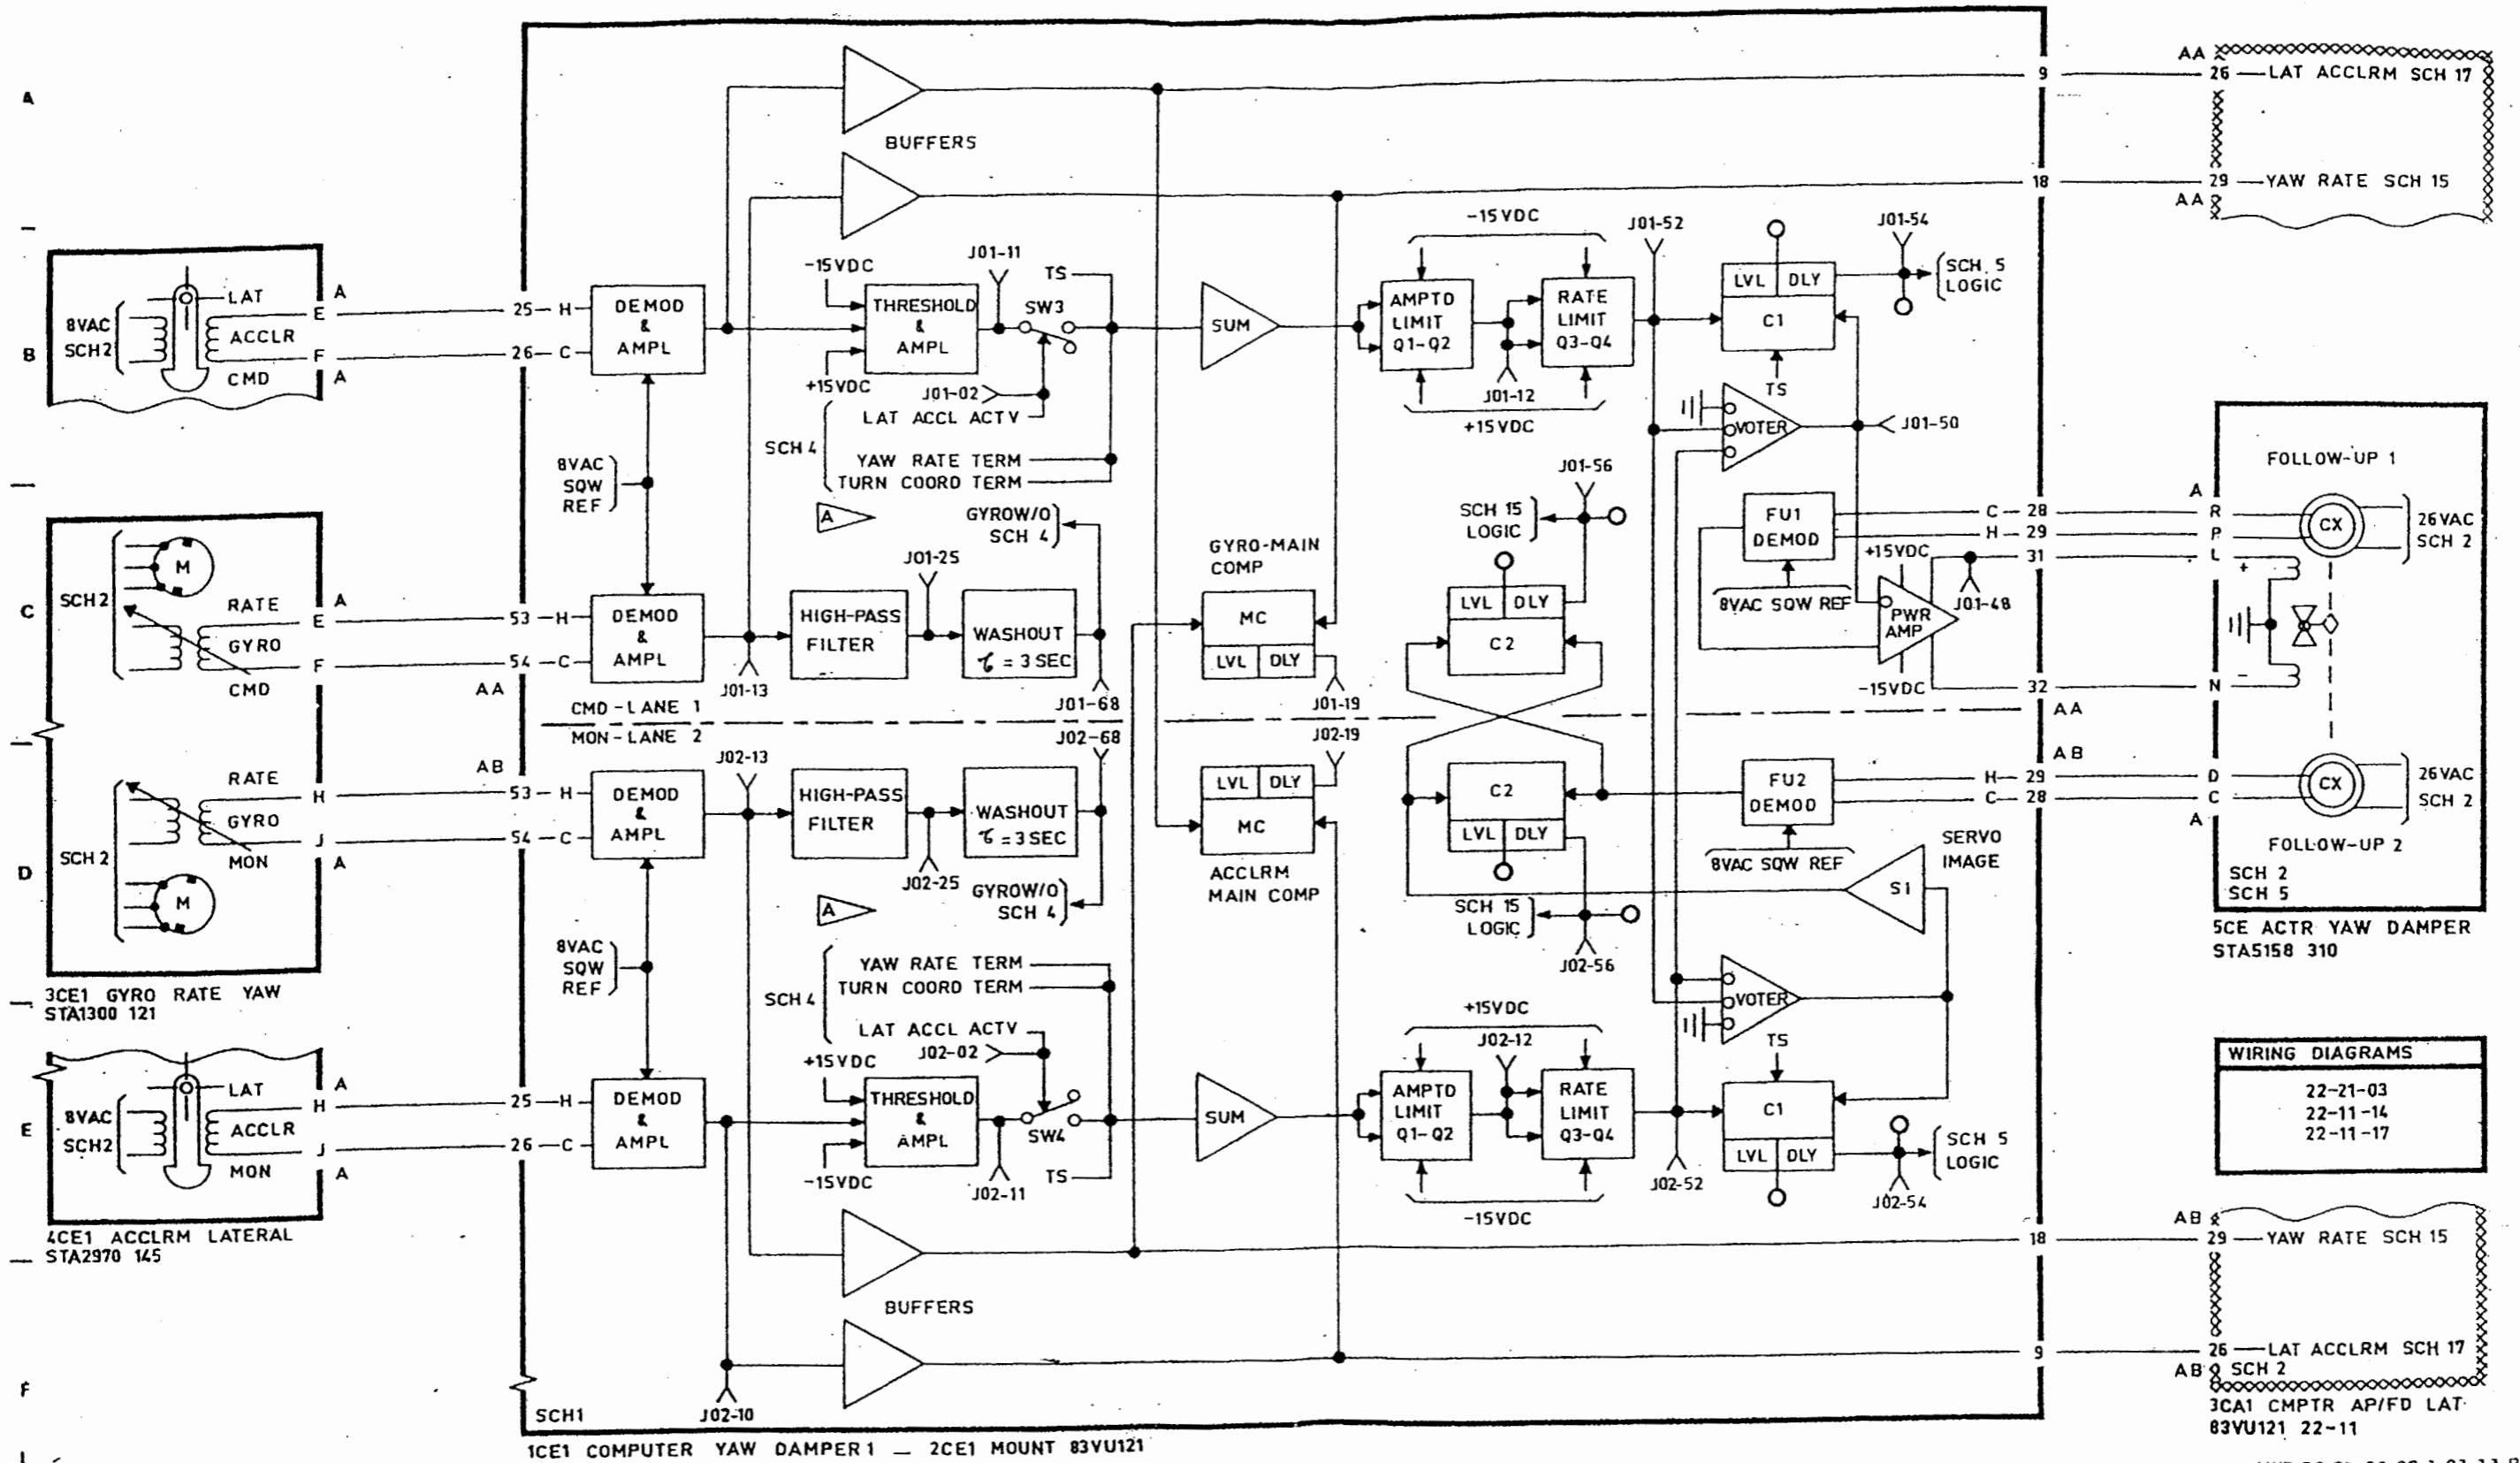 A
B
C
D
E
F
8VAC
SCH2
LAT
ACCLR
CMD
A
E
F
A
SCH2
M
RATE
GYRO
CMD
A
E
F
AA
SCH2
M
RATE
GYRO
MON
H
J
A
AB
3CE1 GYRO RATE YAW
STA1300 121
8VAC
SCH2
LAT
ACCLR
MON
A
H
J
A
4CE1 ACCLRM LATERAL
STA2970 145
25-H
26-C
53-H
54-C
53-H
54-C
25-H
26-C
DEMOD
&
AMPL
8VAC
SQW
REF
DEMOD
&
AMPL
CMD-LANE 1
MON-LANE 2
DEMOD
&
AMPL
8VAC
SQW
REF
DEMOD
&
AMPL
BUFFERS
-15VDC
+15VDC
THRESHOLD
&
AMPL
J01-11
SW3
TS
J01-02
LAT ACCL ACTV
SCH 4
YAW RATE TERM
TURN COORD TERM
A
GYROW/O
SCH 4
J01-13
HIGH-PASS
FILTER
J01-25
WASHOUT
τ = 3 SEC
J01-68
J02-13
HIGH-PASS
FILTER
J02-25
WASHOUT
τ = 3 SEC
J02-68
A
GYROW/O
SCH 4
SCH 4
YAW RATE TERM
TURN COORD TERM
LAT ACCL ACTV
J02-02
+15VDC
-15VDC
THRESHOLD
&
AMPL
J02-11
SW4
TS
BUFFERS
J02-10
SUM
GYRO-MAIN
COMP
MC
LVL DLY
J01-19
J02-19
LVL DLY
MC
ACCLRM
MAIN COMP
SUM
-15VDC
AMPTD
LIMIT
Q1-Q2
RATE
LIMIT
Q3-Q4
J01-12
+15VDC
J01-52
LVL DLY
C1
TS
J01-54
SCH 5
LOGIC
VOTER
J01-50
J01-56
SCH 15
LOGIC
LVL DLY
C2
FU1
DEMOD
8VAC SQW REF
+15VDC
PWR
AMP
-15VDC
J01-48
C-28
H-29
31
32
AA
C2
LVL DLY
SCH 15
LOGIC
J02-56
FU2
DEMOD
8VAC SQW REF
H-29
C-28
AB
SERVO
IMAGE
S1
VOTER
TS
C1
LVL DLY
J02-54
SCH 5
LOGIC
+15VDC
J02-12
AMPTD
LIMIT
Q1-Q2
RATE
LIMIT
Q3-Q4
-15VDC
J02-52
9
18
18
9
AA
26-LAT ACCLRM SCH 17
29-YAW RATE SCH 15
AA
FOLLOW-UP 1
A
R
P
L
N
CX
26VAC
SCH 2
+
-
D
C
A
CX
26VAC
SCH 2
FOLLOW-UP 2
SCH 2
SCH 5
5CE ACTR YAW DAMPER
STA5158 310
WIRING DIAGRAMS
22-21-03
22-11-14
22-11-17
AB
29-YAW RATE SCH 15
26-LAT ACCLRM SCH 17
AB SCH 2
3CA1 CMPTR AP/FD LAT
83VU121 22-11
SCH1
1CE1 COMPUTER YAW DAMPER1 - 2CE1 MOUNT 83VU121